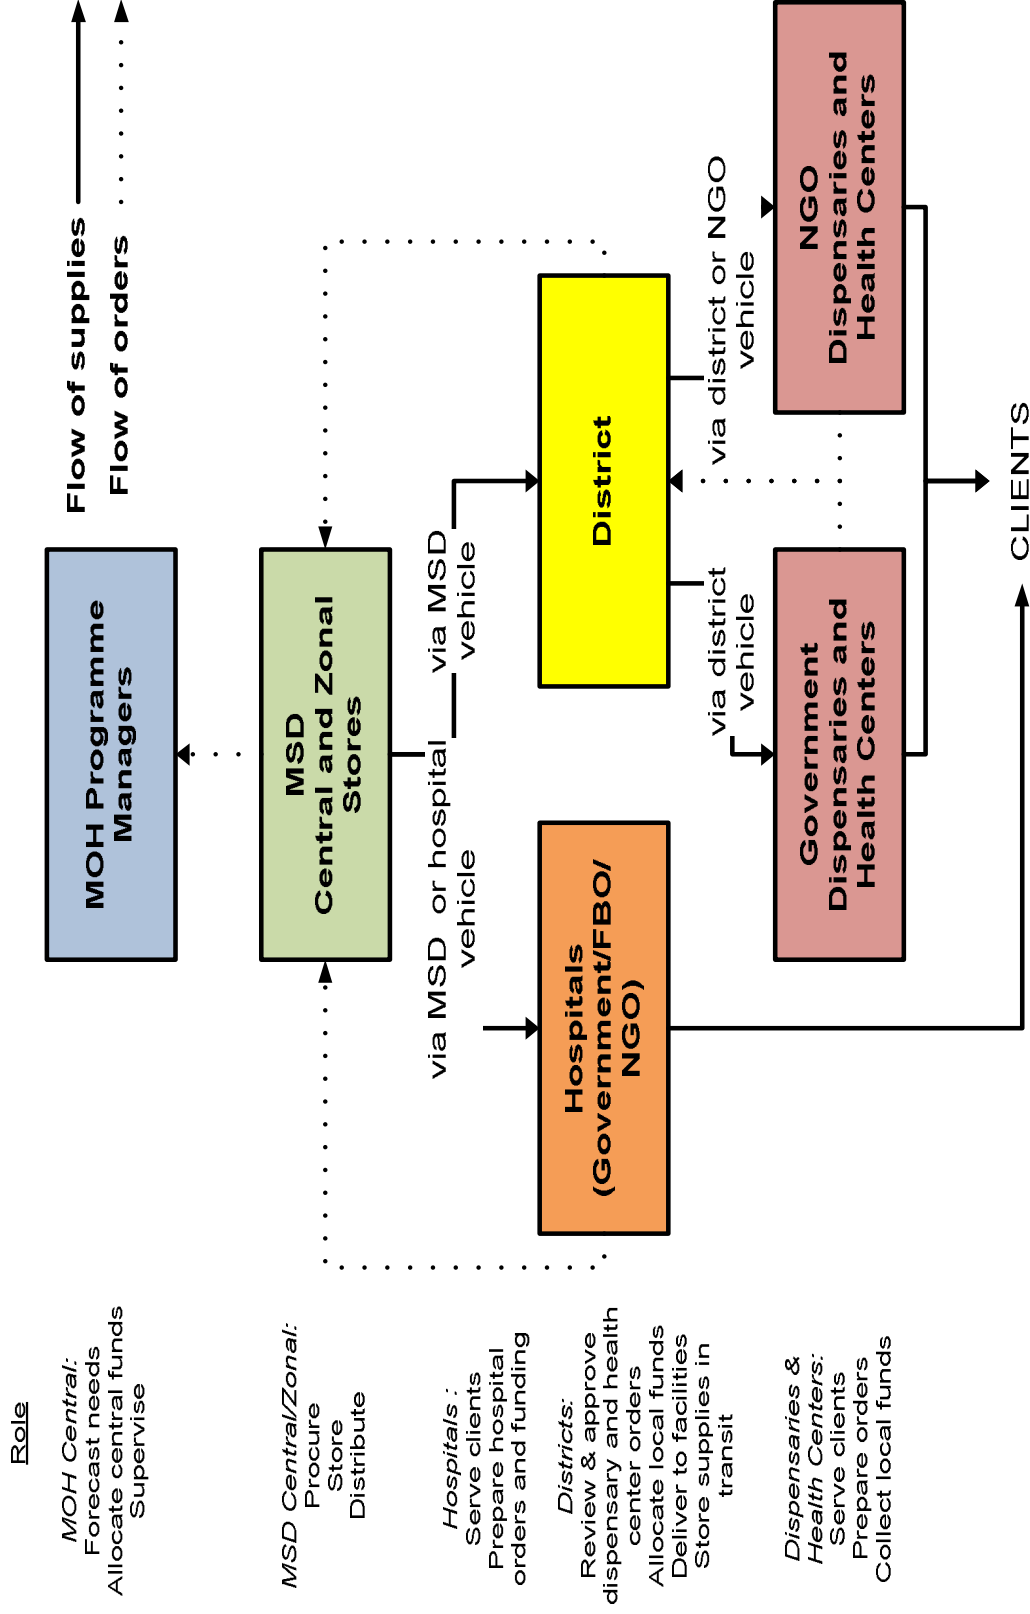 Role
MOH Central:
Forecast needs
Allocate central funds
Supervise
MSD Central/Zonal:
Procure
Store
Distribute
Hospitals :
Serve clients
Prepare hospital
orders and funding
Districts:
Review & approve
dispensary and health
center orders
Allocate local funds
Deliver to facilities
Store supplies in
transit
Dispensaries &
Health Centers:
Serve clients
Prepare orders
Collect local funds
Flow of supplies
Flow of orders
MOH Programme
Managers
MSD
Central and Zonal
Stores
via MSD or hospital
vehicle
via MSD
vehicle
Hospitals
(Government/FBO/
NGO)
District
via district
vehicle
via district or NGO
vehicle
Government
Dispensaries and
Health Centers
NGO
Dispensaries and
Health Centers
CLIENTS